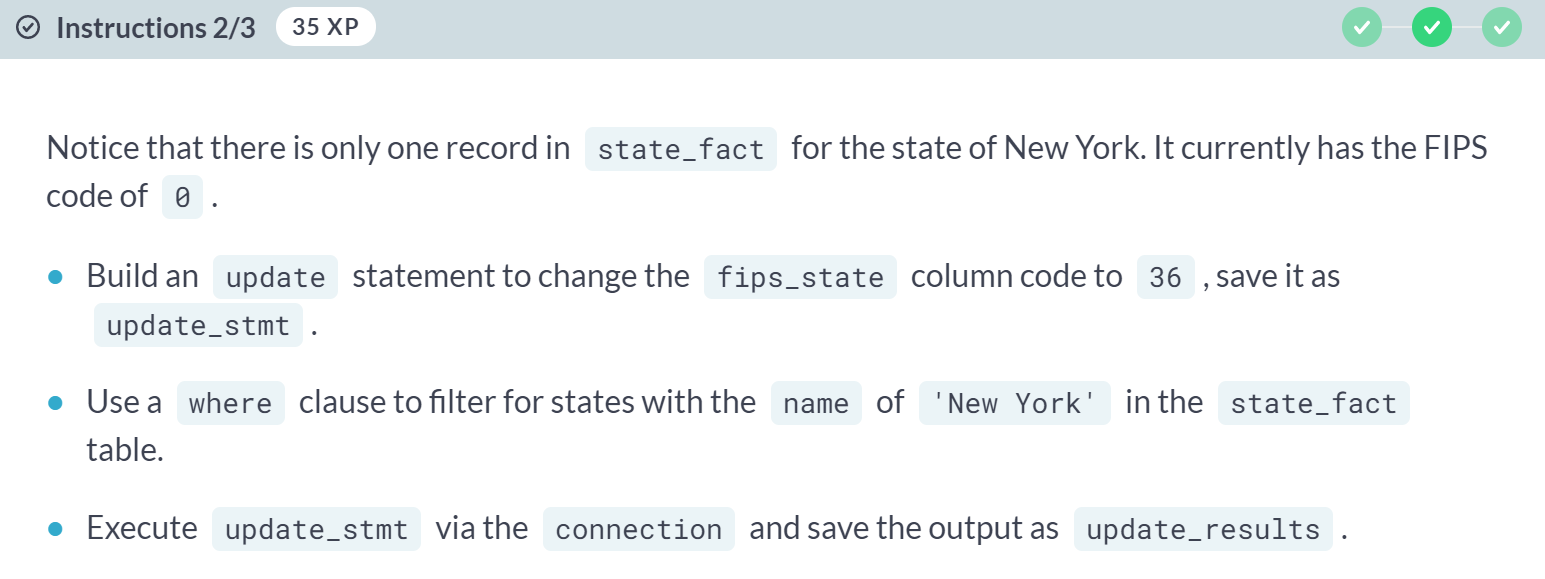 Instructions 2/3 35 XP
Notice that there is only one record in state_fact for the state of New York. It currently has the FIPS
code of 0 .
Build an update statement to change the fips_state column code to 36 , save it as
update_stmt .
Use a where clause to filter for states with the name of 'New York' in the state_fact
table.
Execute update_stmt via the connection and save the output as update_results .